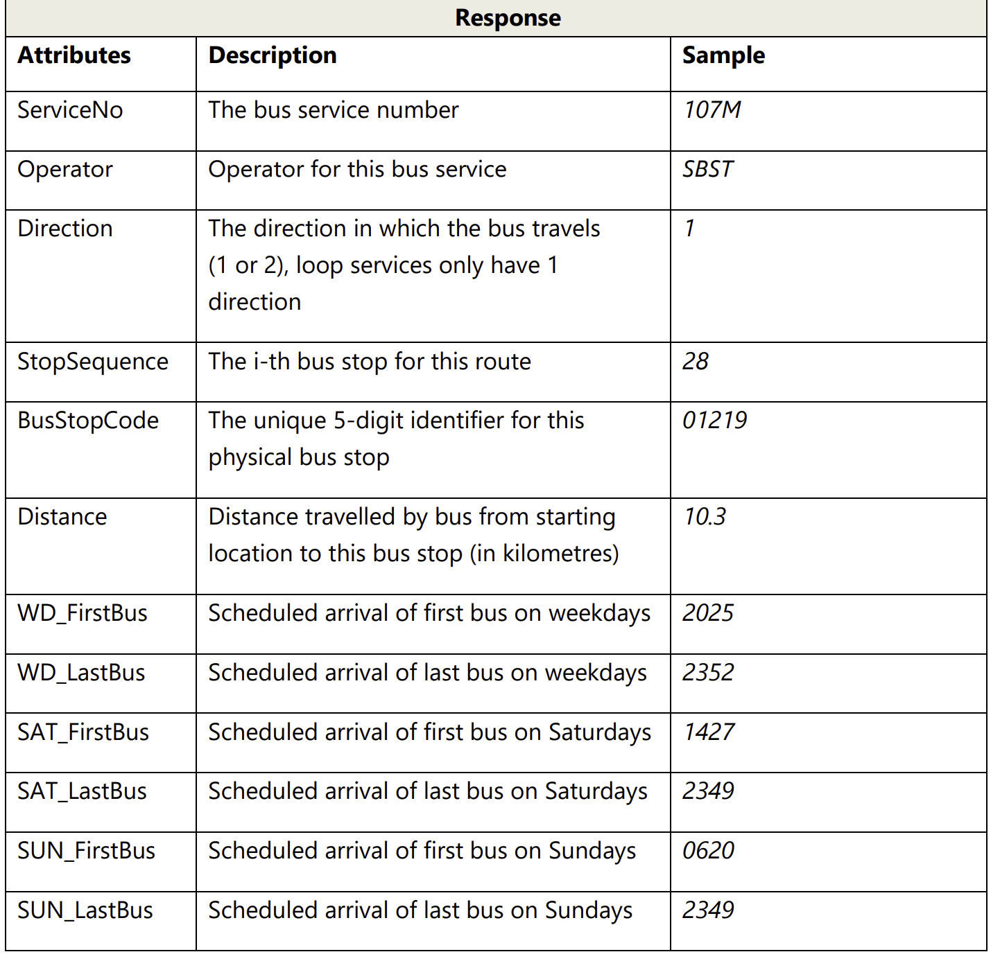 Response
Attributes Description Sample
ServiceNo The bus service number 107M
Operator Operator for this bus service SBST
Direction The direction in which the bus travels 1
(1 or 2), loop services only have 1
direction
StopSequence The i-th bus stop for this route 28
BusStopCode The unique 5-digit identifier for this 01219
physical bus stop
Distance Distance travelled by bus from starting 10.3
location to this bus stop (in kilometres)
WD_FirstBus Scheduled arrival of first bus on weekdays 2025
WD_LastBus Scheduled arrival of last bus on weekdays 2352
SAT_FirstBus Scheduled arrival of first bus on Saturdays 1427
SAT_LastBus Scheduled arrival of last bus on Saturdays 2349
SUN_FirstBus Scheduled arrival of first bus on Sundays 0620
SUN_LastBus Scheduled arrival of last bus on Sundays 2349